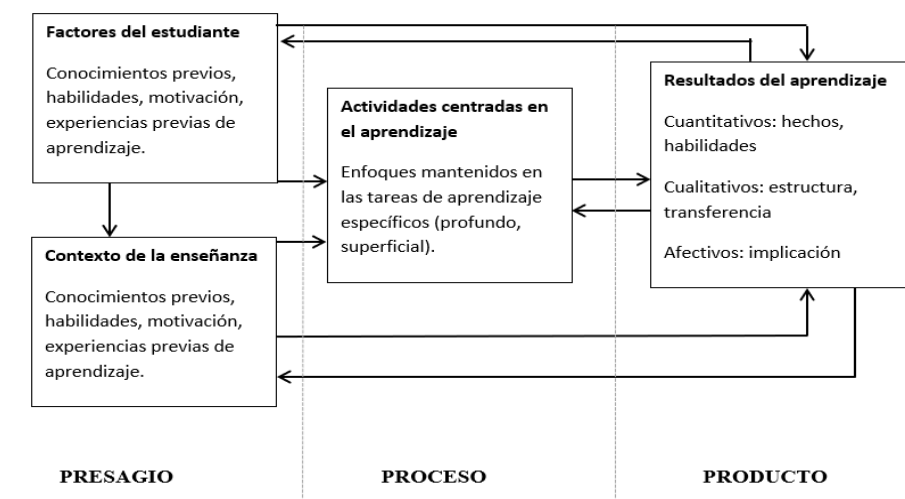 Factores del estudiante
Conocimientos previos,
habilidades, motivación,
experiencias previas de
aprendizaje.
Contexto de la enseñanza
Conocimientos previos,
habilidades, motivación,
experiencias previas de
aprendizaje.
Actividades centradas en
el aprendizaje
Enfoques mantenidos en
las tareas de aprendizaje
específicos (profundo,
superficial).
Resultados del aprendizaje
Cuantitativos: hechos,
habilidades
Cualitativos: estructura,
transferencia
Afectivos: implicación
PRESAGIO
PROCESO
PRODUCTO